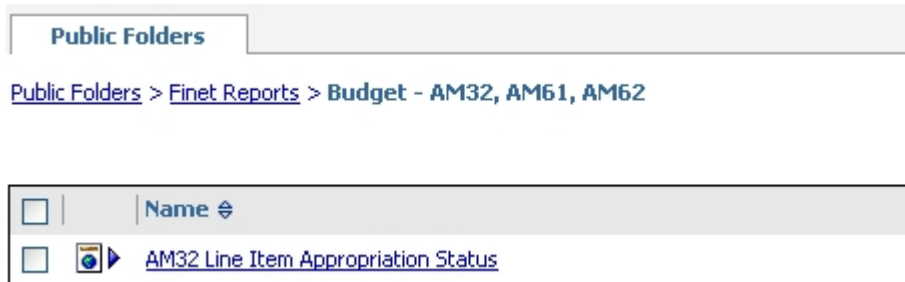 Public Folders
Public Folders > Finet Reports > Budget - AM32, AM61, AM62
Name
AM32 Line Item Appropriation Status